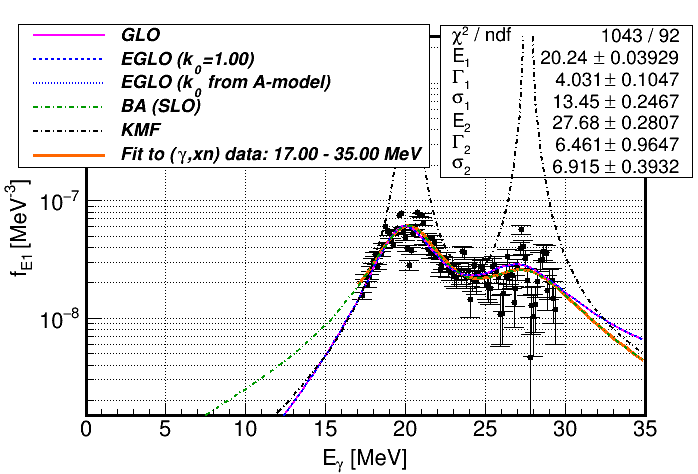 GLO
EGLO (k0=1.00)
EGLO (k0 from A-model)
BA (SLO)
KMF
Fit to (γ,xn) data: 17.00 - 35.00 MeV
χ² / ndf 1043 / 92
E1 20.24 ± 0.03929
Γ1 4.031 ± 0.1047
σ1 13.45 ± 0.2467
E2 27.68 ± 0.2807
Γ2 6.461 ± 0.9647
σ2 6.915 ± 0.3932
fE1 [MeV⁻³]
10⁻⁷
10⁻⁸
0 5 10 15 20 25 30 35
Eγ [MeV]